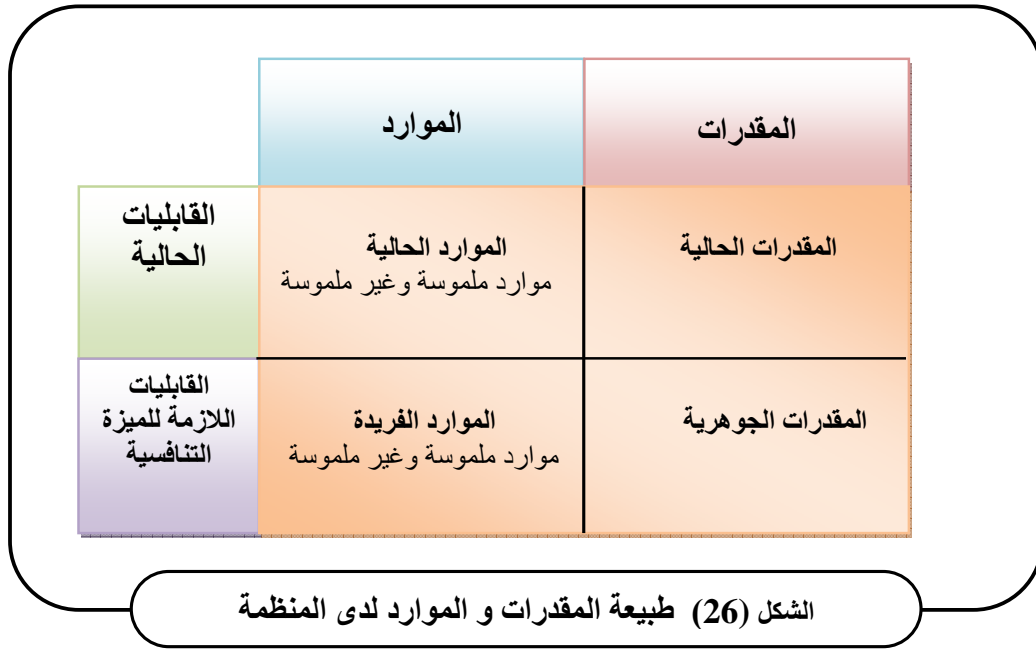 المقدرات
الموارد
القابليات
الحالية
المقدرات الحالية
الموارد الحالية
موارد ملموسة وغير ملموسة
القابليات
اللازمة للميزة
التنافسية
المقدرات الجوهرية
الموارد الفريدة
موارد ملموسة وغير ملموسة
الشكل (26) طبيعة المقدرات و الموارد لدى المنظمة